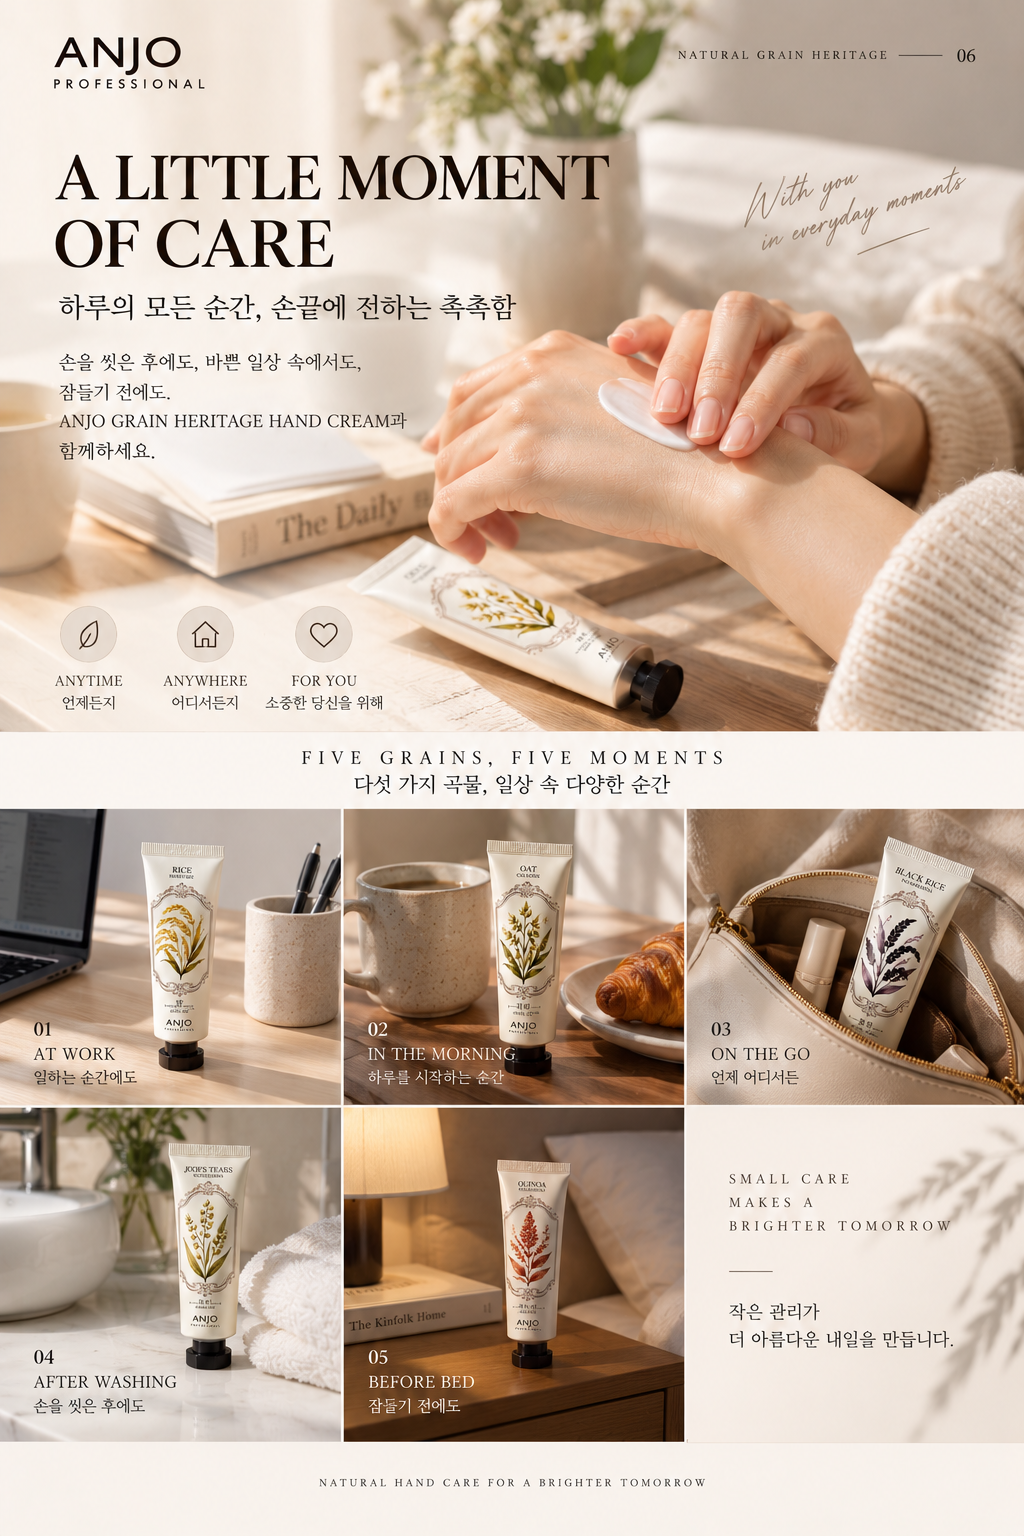 ANJO
PROFESSIONAL
NATURAL GRAIN HERITAGE
06
A LITTLE MOMENT
OF CARE
With you
in everyday moments
하루의 모든 순간, 손끝에 전하는 촉촉함
손을 씻은 후에도, 바쁜 일상 속에서도,
잠들기 전에도.
ANJO GRAIN HERITAGE HAND CREAM과
함께하세요.
The Daily
ANJO
ANYTIME
언제든지
ANYWHERE
어디서든지
FOR YOU
소중한 당신을 위해
FIVE GRAINS, FIVE MOMENTS
다섯 가지 곡물, 일상 속 다양한 순간
RICE
ANJO
01
AT WORK
일하는 순간에도
OAT
ANJO
02
IN THE MORNING
하루를 시작하는 순간
BLACK RICE
03
ON THE GO
언제 어디서든
ANJO
04
AFTER WASHING
손을 씻은 후에도
The Kinfolk Home
ANJO
05
BEFORE BED
잠들기 전에도
SMALL CARE
MAKES A
BRIGHTER TOMORROW
작은 관리가
더 아름다운 내일을 만듭니다.
NATURAL HAND CARE FOR A BRIGHTER TOMORROW